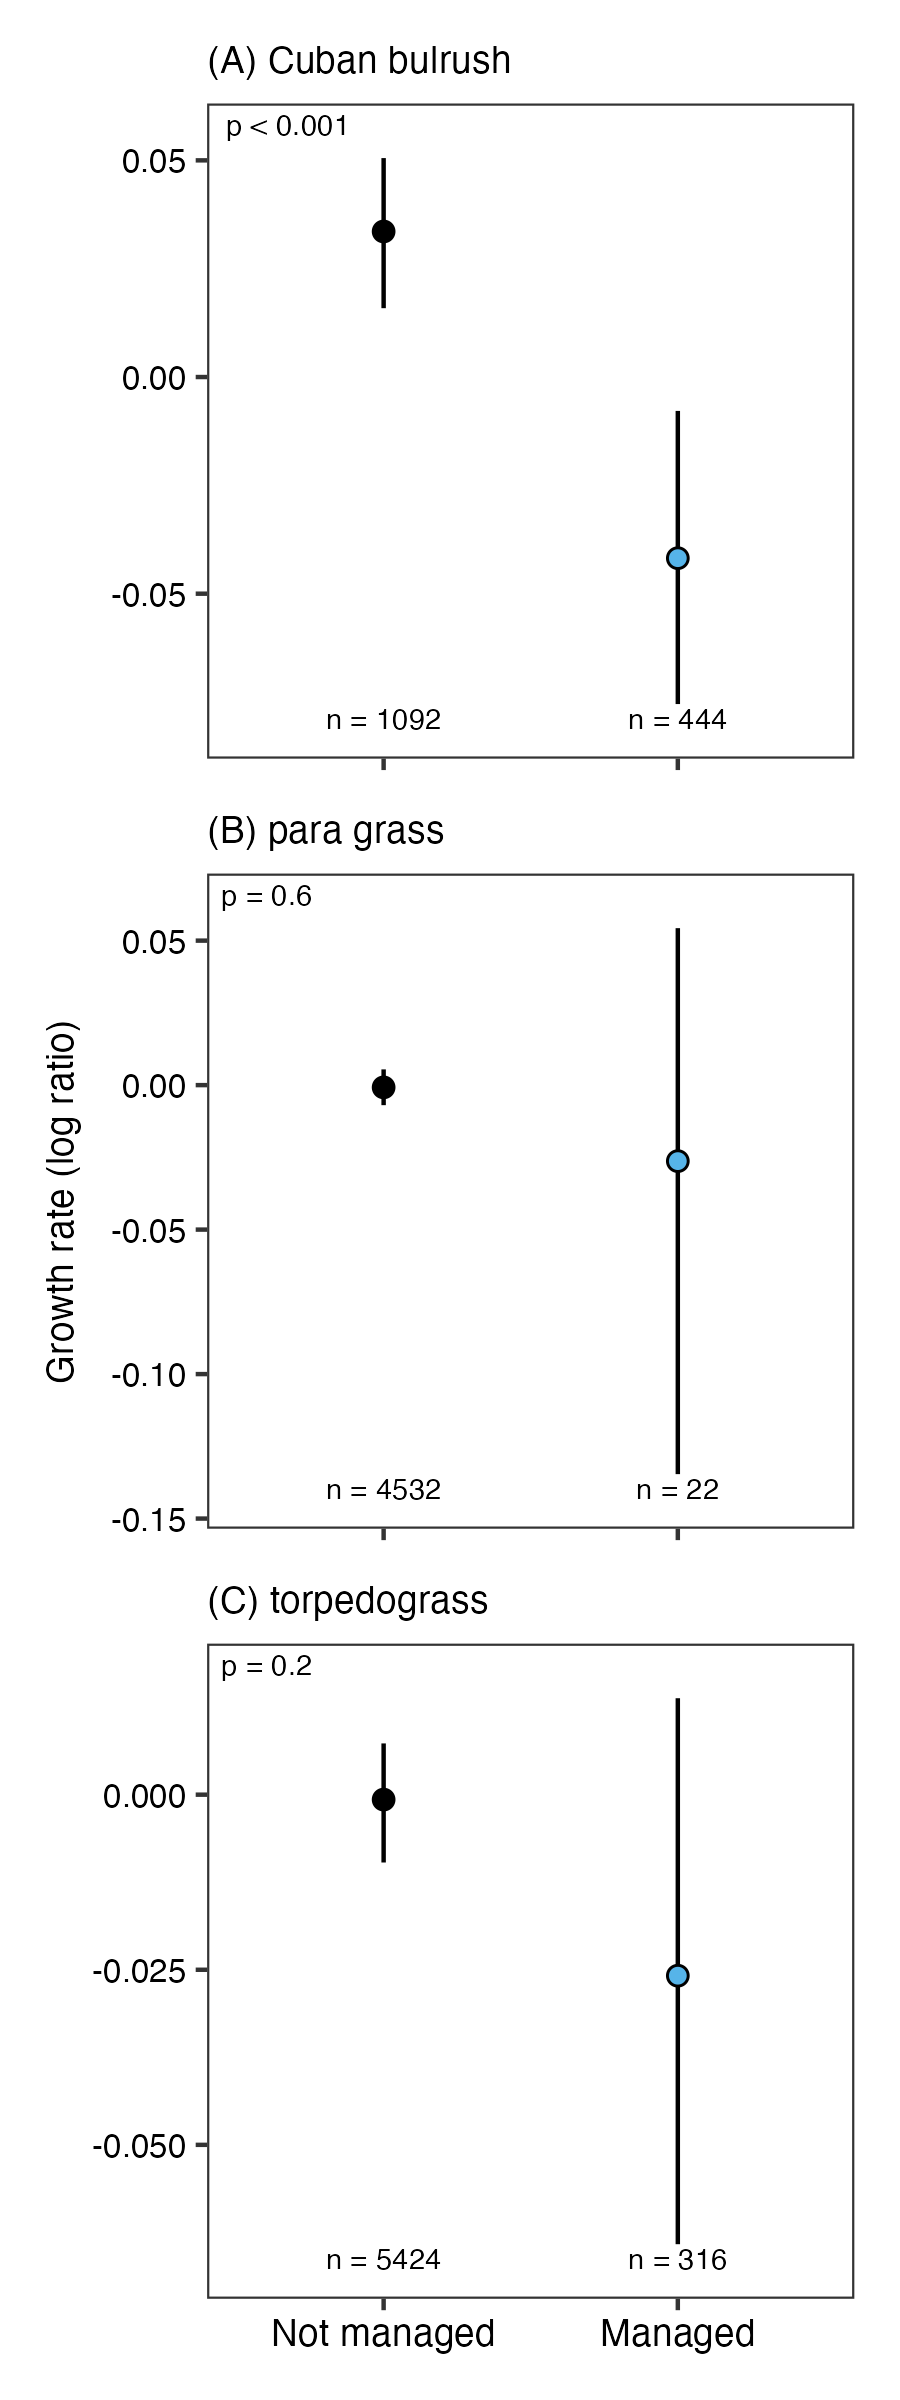 (A) Cuban bulrush
p < 0.001
0.05
0.00
-0.05
n = 1092 n = 444
(B) para grass
p = 0.6
0.05
0.00
-0.05
-0.10
-0.15
n = 4532 n = 22
Growth rate (log ratio)
(C) torpedograss
p = 0.2
0.000
-0.025
-0.050
n = 5424 n = 316
Not managed Managed